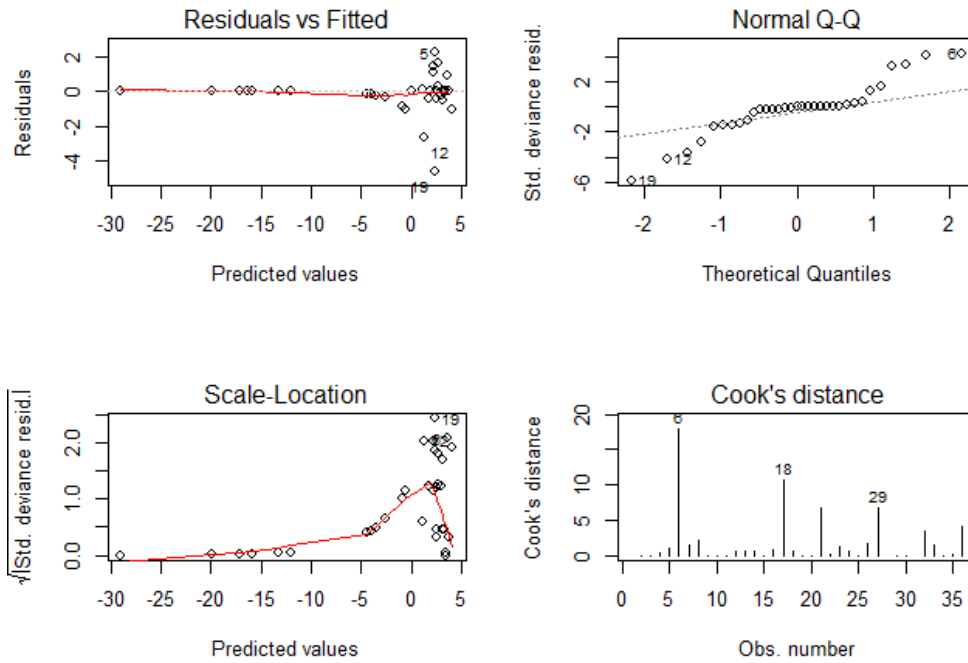 Residuals vs Fitted
Residuals
2
0
-2
-4
5
12
19
-30 -25 -20 -15 -10 -5 0 5
Predicted values
Normal Q-Q
Std. deviance resid.
2
-2
-6
6
12
19
-2 -1 0 1 2
Theoretical Quantiles
Scale-Location
√|Std. deviance resid.|
2.0
1.0
0.0
19
-30 -25 -20 -15 -10 -5 0 5
Predicted values
Cook's distance
Cook's distance
20
10
5
0
6
18
29
0 5 10 15 20 25 30 35
Obs. number